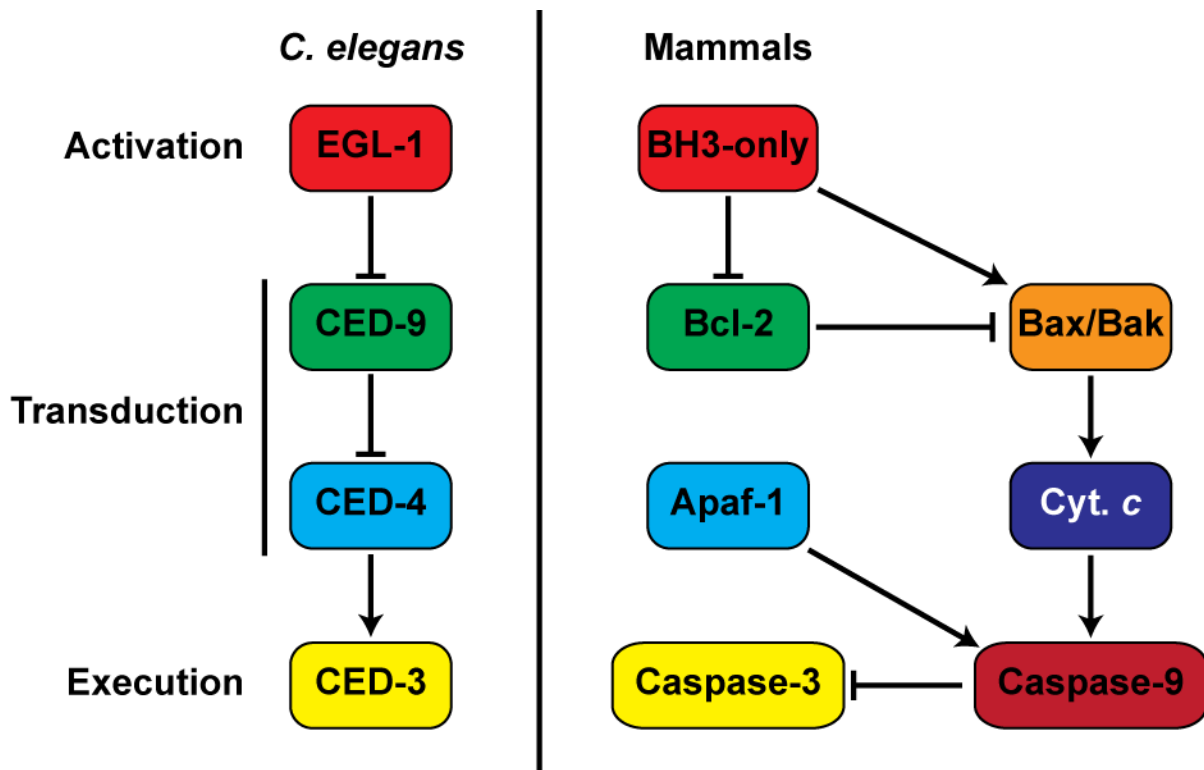 C. elegans
Mammals
Activation
EGL-1
BH3-only
CED-9
Bcl-2
Bax/Bak
Transduction
CED-4
Apaf-1
Cyt. c
Execution
CED-3
Caspase-3
Caspase-9